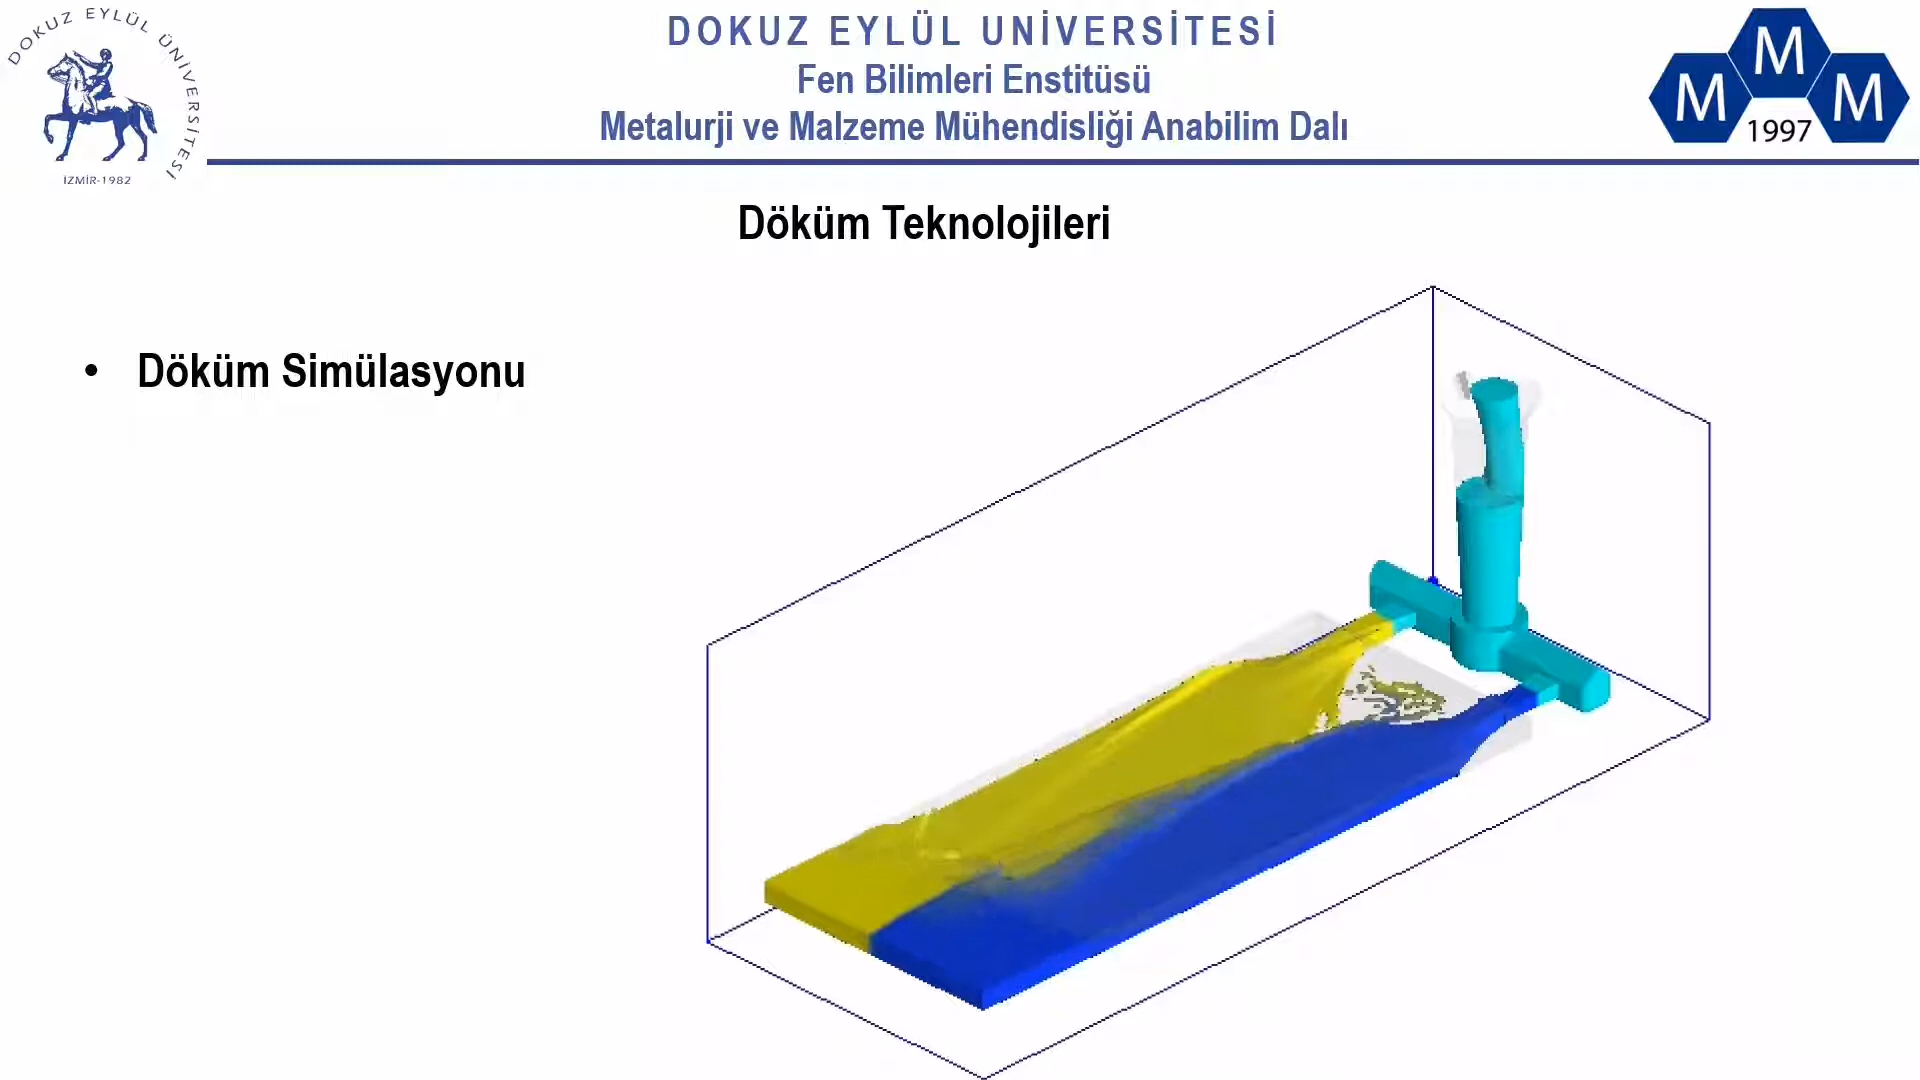 DOKUZ EYLÜL ÜNİVERSİTESİ
İZMİR-1982
DOKUZ EYLÜL UNİVERSİTESİ
Fen Bilimleri Enstitüsü
Metalurji ve Malzeme Mühendisliği Anabilim Dalı
M M M
1997
Döküm Teknolojileri
• Döküm Simülasyonu